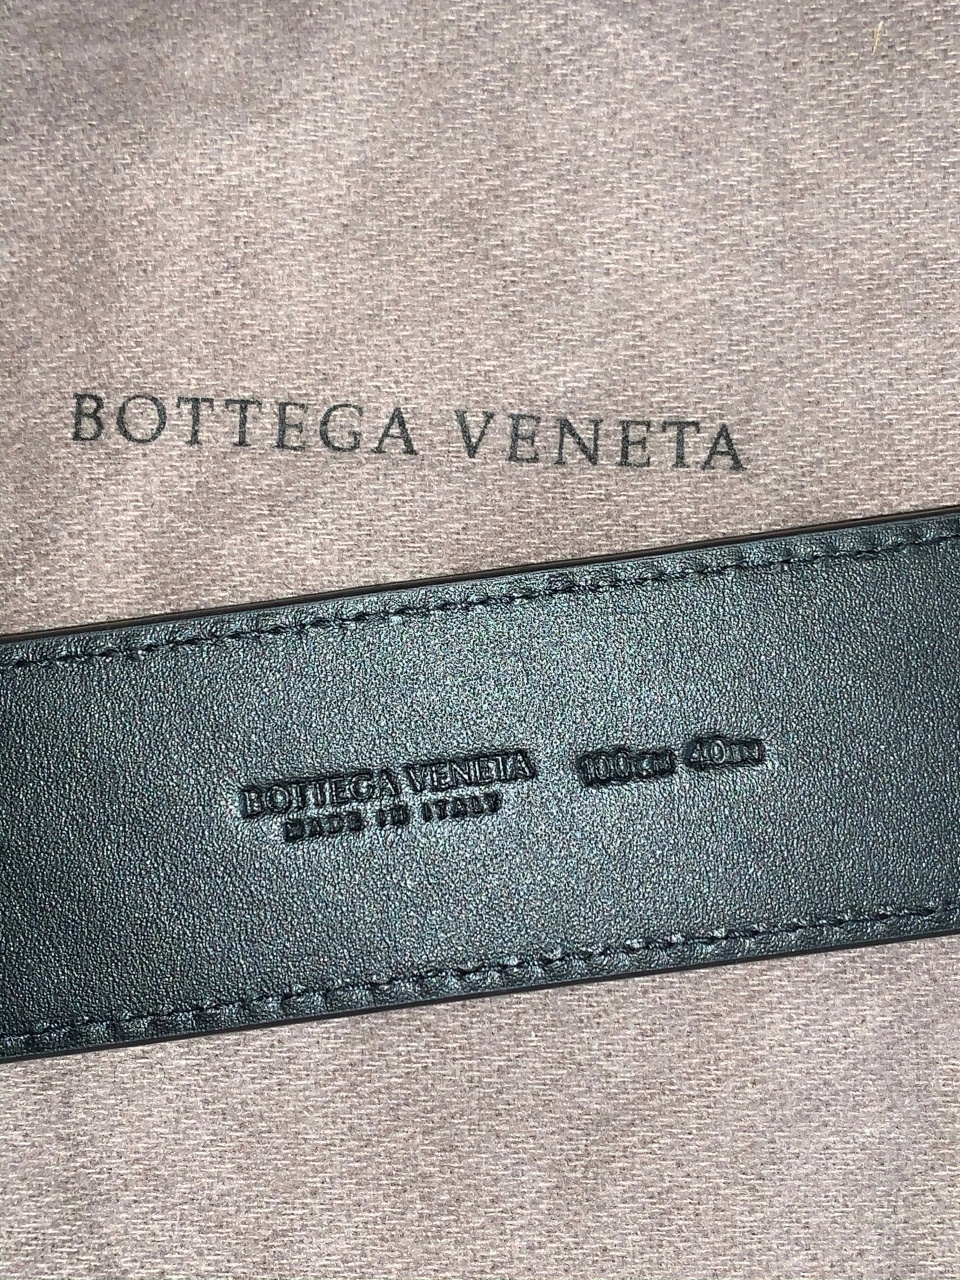 BOTTEGA VENETA
BOTTEGA VENETA
MADE IN ITALY
100CM 40IN